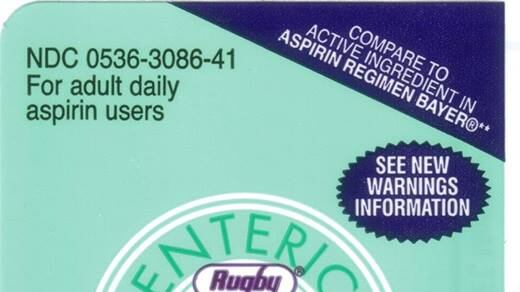 NDC 0536-3086-41
For adult daily
aspirin users
COMPARE TO
ACTIVE INGREDIENT IN
ASPIRIN REGIMEN BAYER®**
SEE NEW
WARNINGS
INFORMATION
ENTERIC
Rugby®